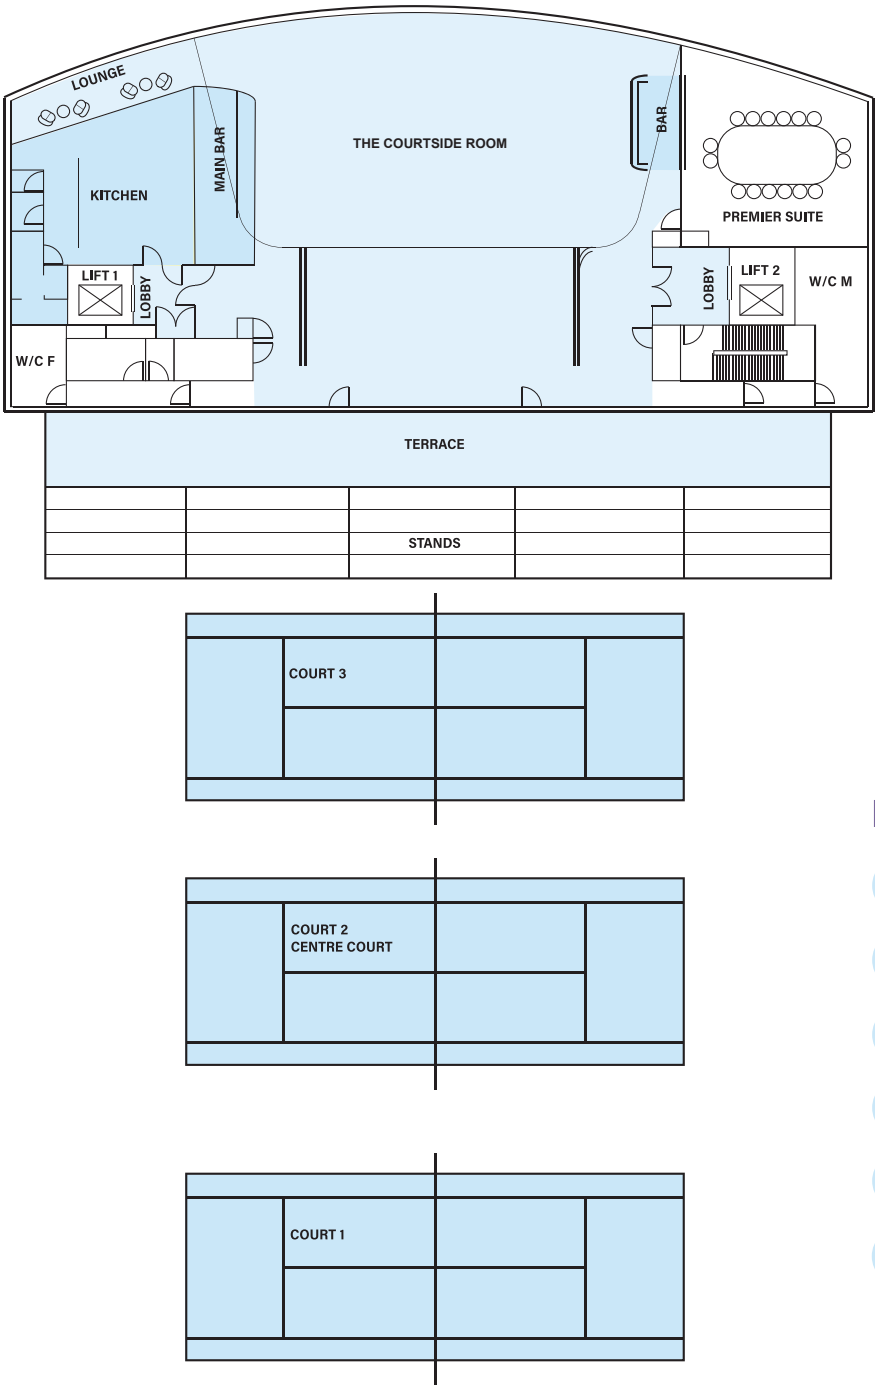 LOUNGE
THE COURTSIDE ROOM
MAIN BAR
BAR
KITCHEN
PREMIER SUITE
LIFT 1
LOBBY
LOBBY
LIFT 2
W/C M
W/C F
TERRACE
STANDS
COURT 3
COURT 2
CENTRE COURT
COURT 1